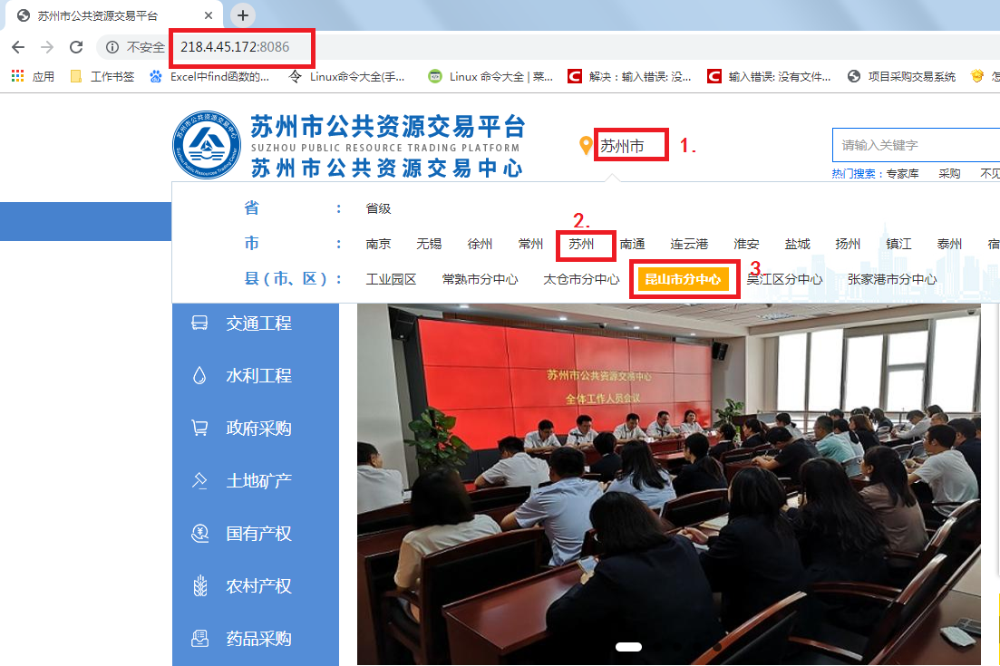 苏州市公共资源交易平台
不安全 218.4.45.172:8086
应用 工作书签 Excel中find函数的... Linux命令大全(手... Linux 命令大全 | 菜... 解决：输入错误: 没... 输入错误: 没有文件... 项目采购交易系统 怎
苏州市公共资源交易平台
SUZHOU PUBLIC RESOURCE TRADING PLATFORM
苏州市公共资源交易中心
苏州市 1.
请输入关键字
热门搜索：专家库 采购 不见
省 ： 省级
2.
市 ： 南京 无锡 徐州 常州 苏州 南通 连云港 淮安 盐城 扬州 镇江 泰州 宿
3.
县（市、区）： 工业园区 常熟市分中心 太仓市分中心 昆山市分中心 吴江区分中心 张家港市分中心
交通工程
水利工程
政府采购
土地矿产
国有产权
农村产权
药品采购
苏州市公共资源交易中心
全体工作人员会议